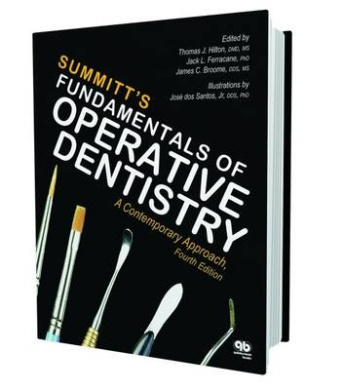 Edited by
Thomas J. Hilton, DMD, MS
Jack L. Ferracane, PhD
James C. Broome, DDS, MS
Illustrations by
José dos Santos, Jr, DDS, PhD
SUMMITT'S
FUNDAMENTALS OF
OPERATIVE
DENTISTRY
A Contemporary Approach,
Fourth Edition
qb